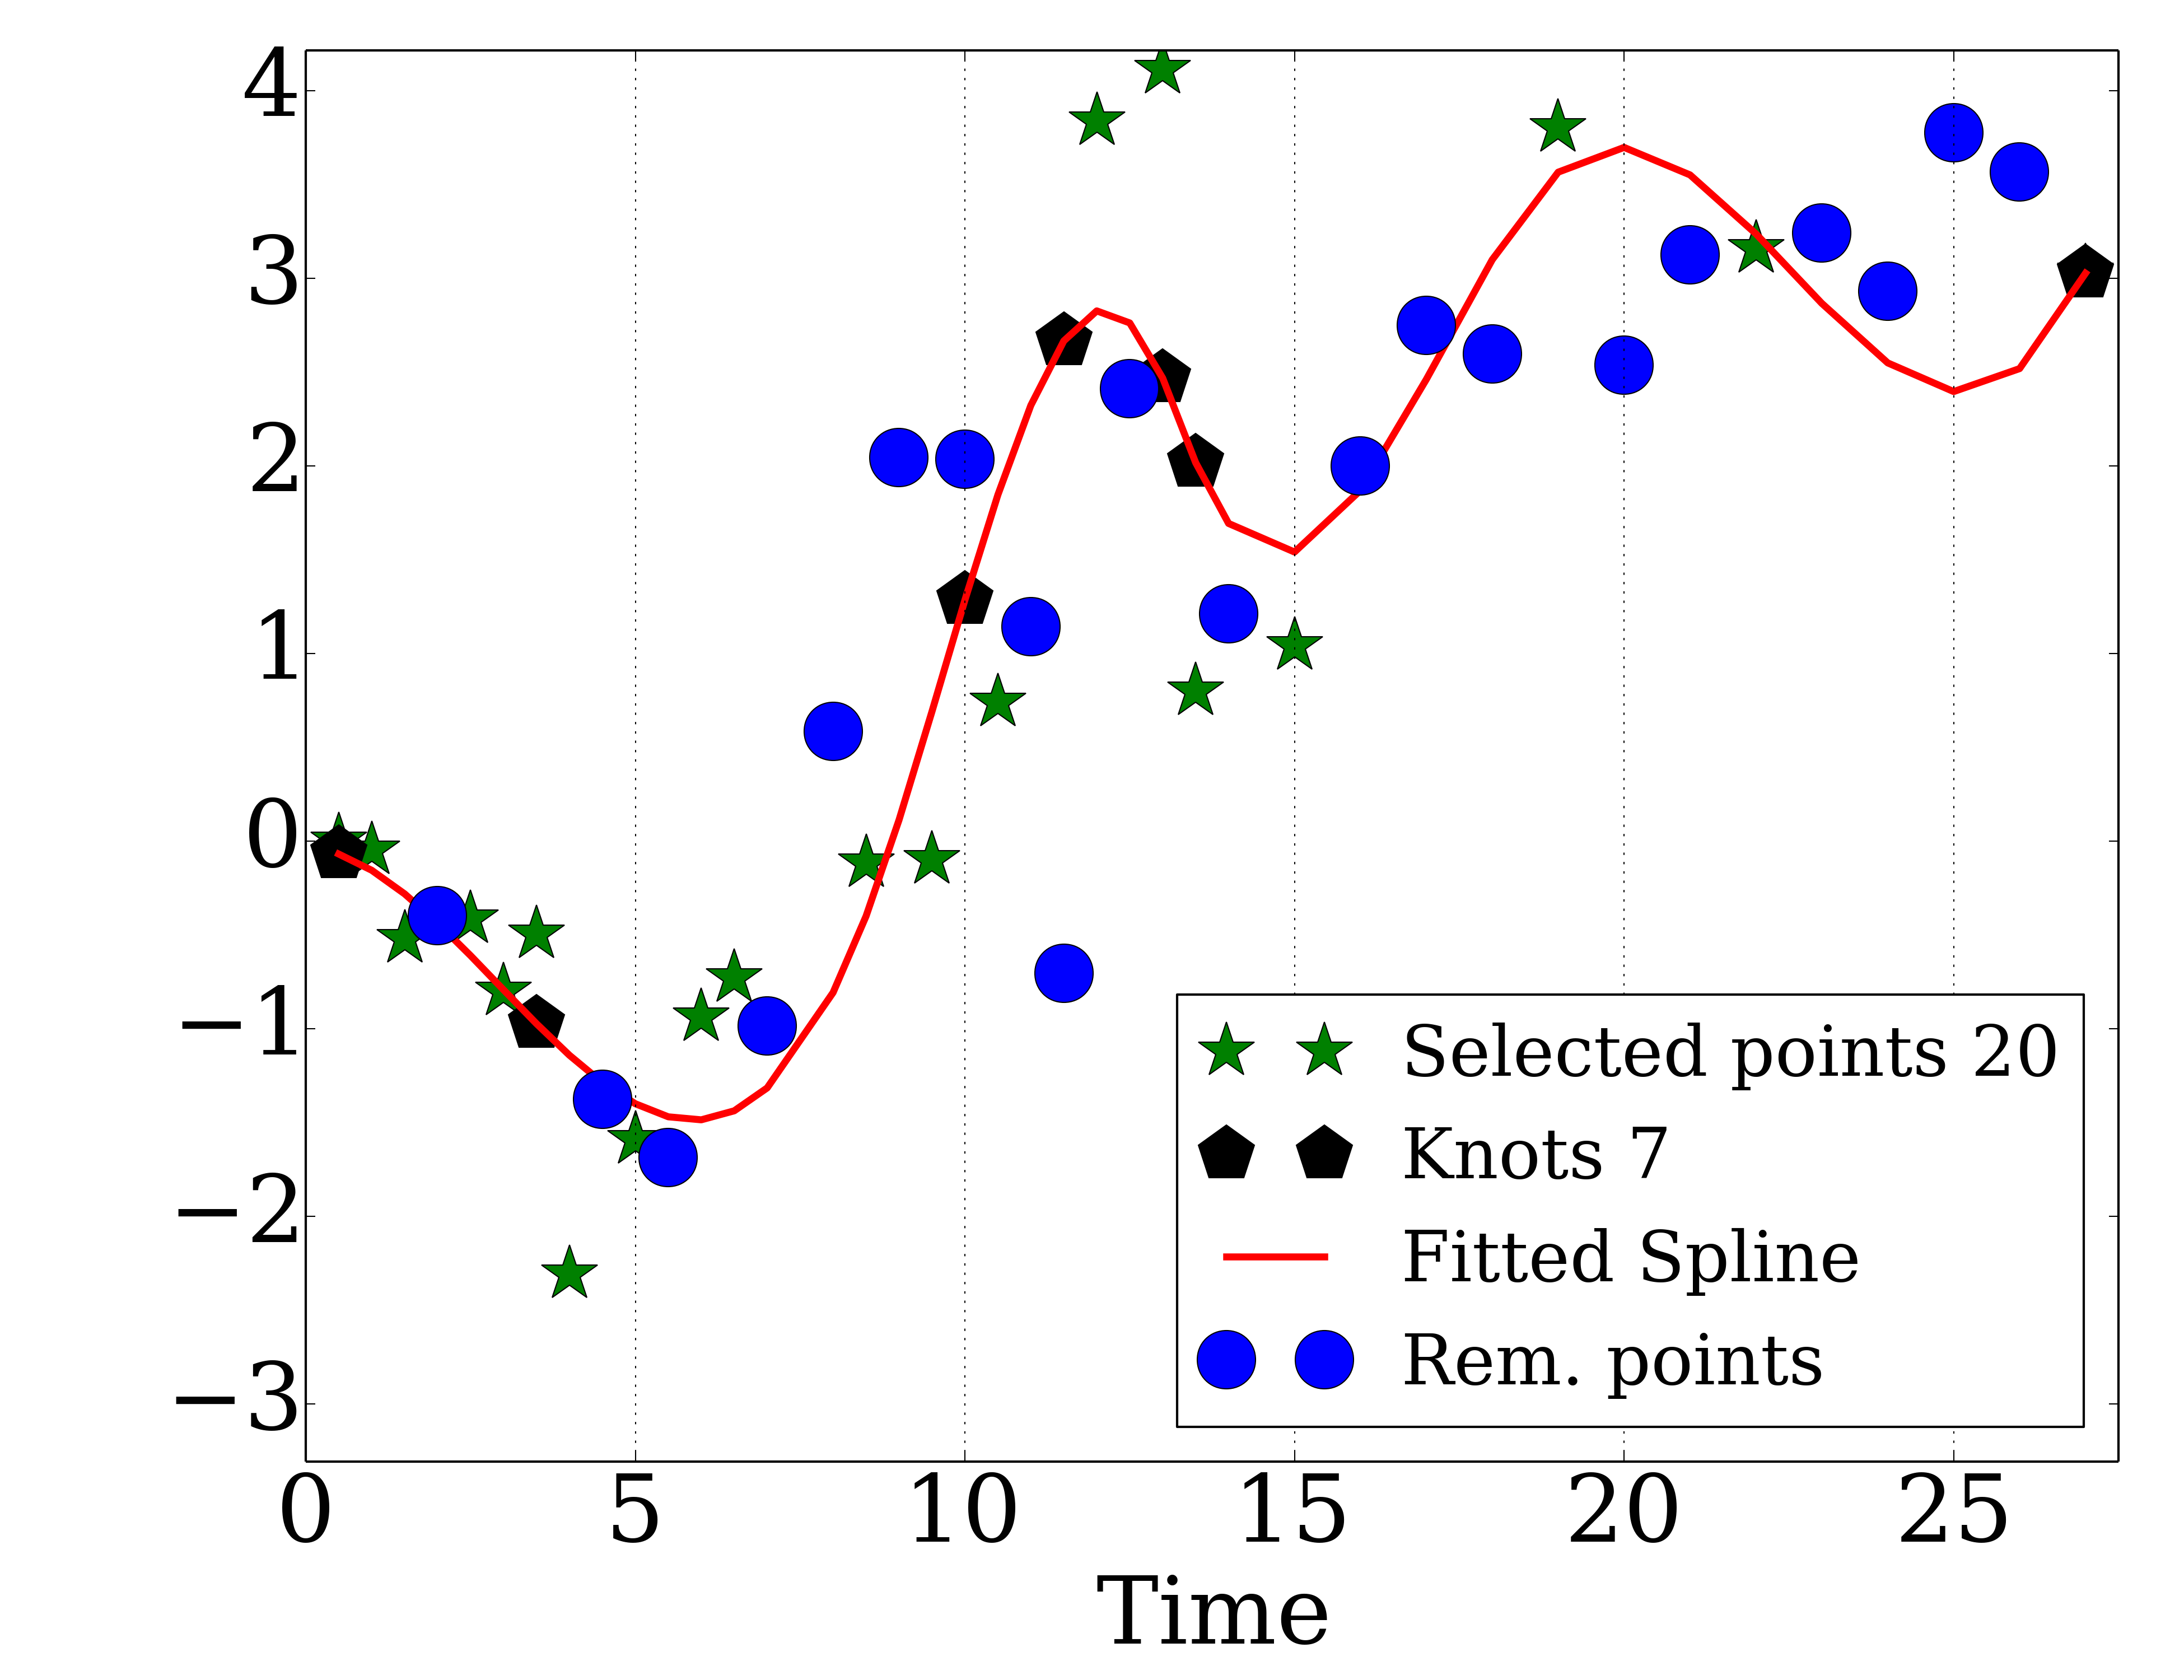 4
3
2
1
0
−1
−2
−3
Selected points 20
Knots 7
Fitted Spline
Rem. points
0 5 10 15 20 25
Time